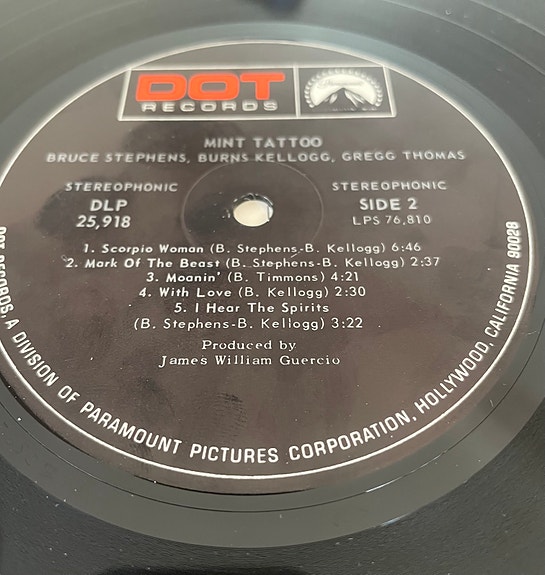 DOT
RECORDS
MINT TATTOO
BRUCE STEPHENS, BURNS KELLOGG, GREGG THOMAS
STEREOPHONIC
DLP
25,918
STEREOPHONIC
SIDE 2
LPS 76,810
1. Scorpio Woman (B. Stephens-B. Kellogg) 6:46
2. Mark Of The Beast (B. Stephens-B. Kellogg) 2:37
3. Moanin' (B. Timmons) 4:21
4. With Love (B. Kellogg) 2:30
5. I Hear The Spirits
(B. Stephens-B. Kellogg) 3:22
Produced by
James William Guercio
DOT RECORDS, A DIVISION OF PARAMOUNT PICTURES CORPORATION, HOLLYWOOD, CALIFORNIA 90028